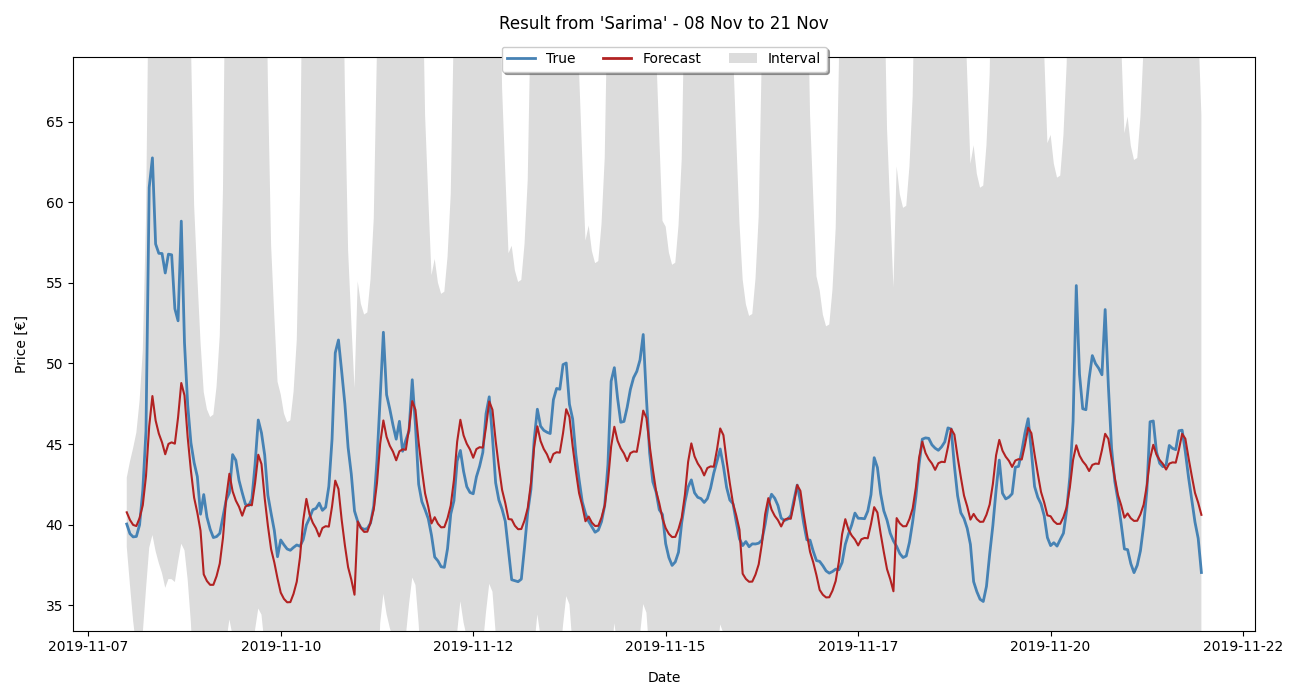 Result from 'Sarima' - 08 Nov to 21 Nov
True Forecast Interval
65
60
55
50
45
40
35
Price [€]
2019-11-07 2019-11-10 2019-11-12 2019-11-15 2019-11-17 2019-11-20 2019-11-22
Date